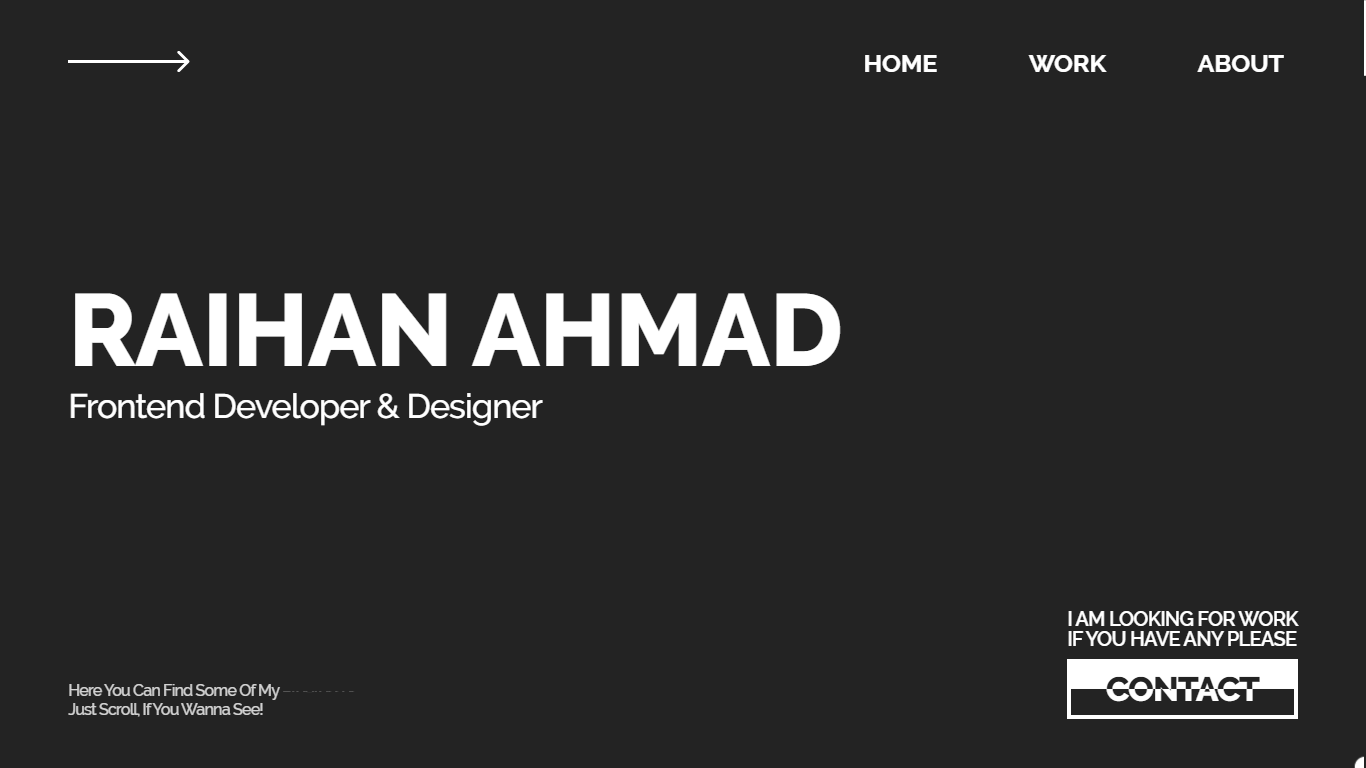 HOME
WORK
ABOUT
RAIHAN AHMAD
Frontend Developer & Designer
I AM LOOKING FOR WORK
IF YOU HAVE ANY PLEASE
CONTACT
Here You Can Find Some Of My
Just Scroll, If You Wanna See!